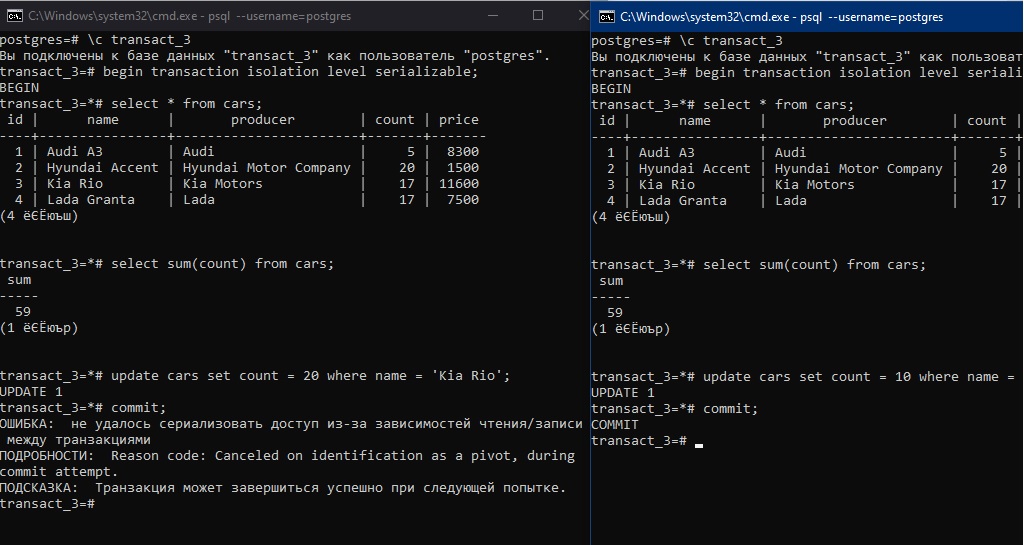 C:\Windows\system32\cmd.exe - psql --username=postgres
postgres=# \c transact_3
Вы подключены к базе данных "transact_3" как пользователь "postgres".
transact_3=# begin transaction isolation level serializable;
BEGIN
transact_3=*# select * from cars;
id | name | producer | count | price
----+----------------+-----------------------+-------+-------
1 | Audi A3 | Audi | 5 | 8300
2 | Hyundai Accent | Hyundai Motor Company | 20 | 1500
3 | Kia Rio | Kia Motors | 17 | 11600
4 | Lada Granta | Lada | 17 | 7500
(4 ёЄЁюъш)
transact_3=*# select sum(count) from cars;
sum
-----
59
(1 ёЄЁюър)
transact_3=*# update cars set count = 20 where name = 'Kia Rio';
UPDATE 1
transact_3=*# commit;
ОШИБКА: не удалось сериализовать доступ из-за зависимостей чтения/записи
между транзакциями
ПОДРОБНОСТИ: Reason code: Canceled on identification as a pivot, during
commit attempt.
ПОДСКАЗКА: Транзакция может завершиться успешно при следующей попытке.
transact_3=#
C:\Windows\system32\cmd.exe - psql --username=postgres
postgres=# \c transact_3
Вы подключены к базе данных "transact_3" как пользоват
transact_3=# begin transaction isolation level seriali
BEGIN
transact_3=*# select * from cars;
id | name | producer | count |
----+----------------+-----------------------+-------+
1 | Audi A3 | Audi | 5 |
2 | Hyundai Accent | Hyundai Motor Company | 20 |
3 | Kia Rio | Kia Motors | 17 |
4 | Lada Granta | Lada | 17 |
(4 ёЄЁюъш)
transact_3=*# select sum(count) from cars;
sum
-----
59
(1 ёЄЁюър)
transact_3=*# update cars set count = 10 where name =
UPDATE 1
transact_3=*# commit;
COMMIT
transact_3=#